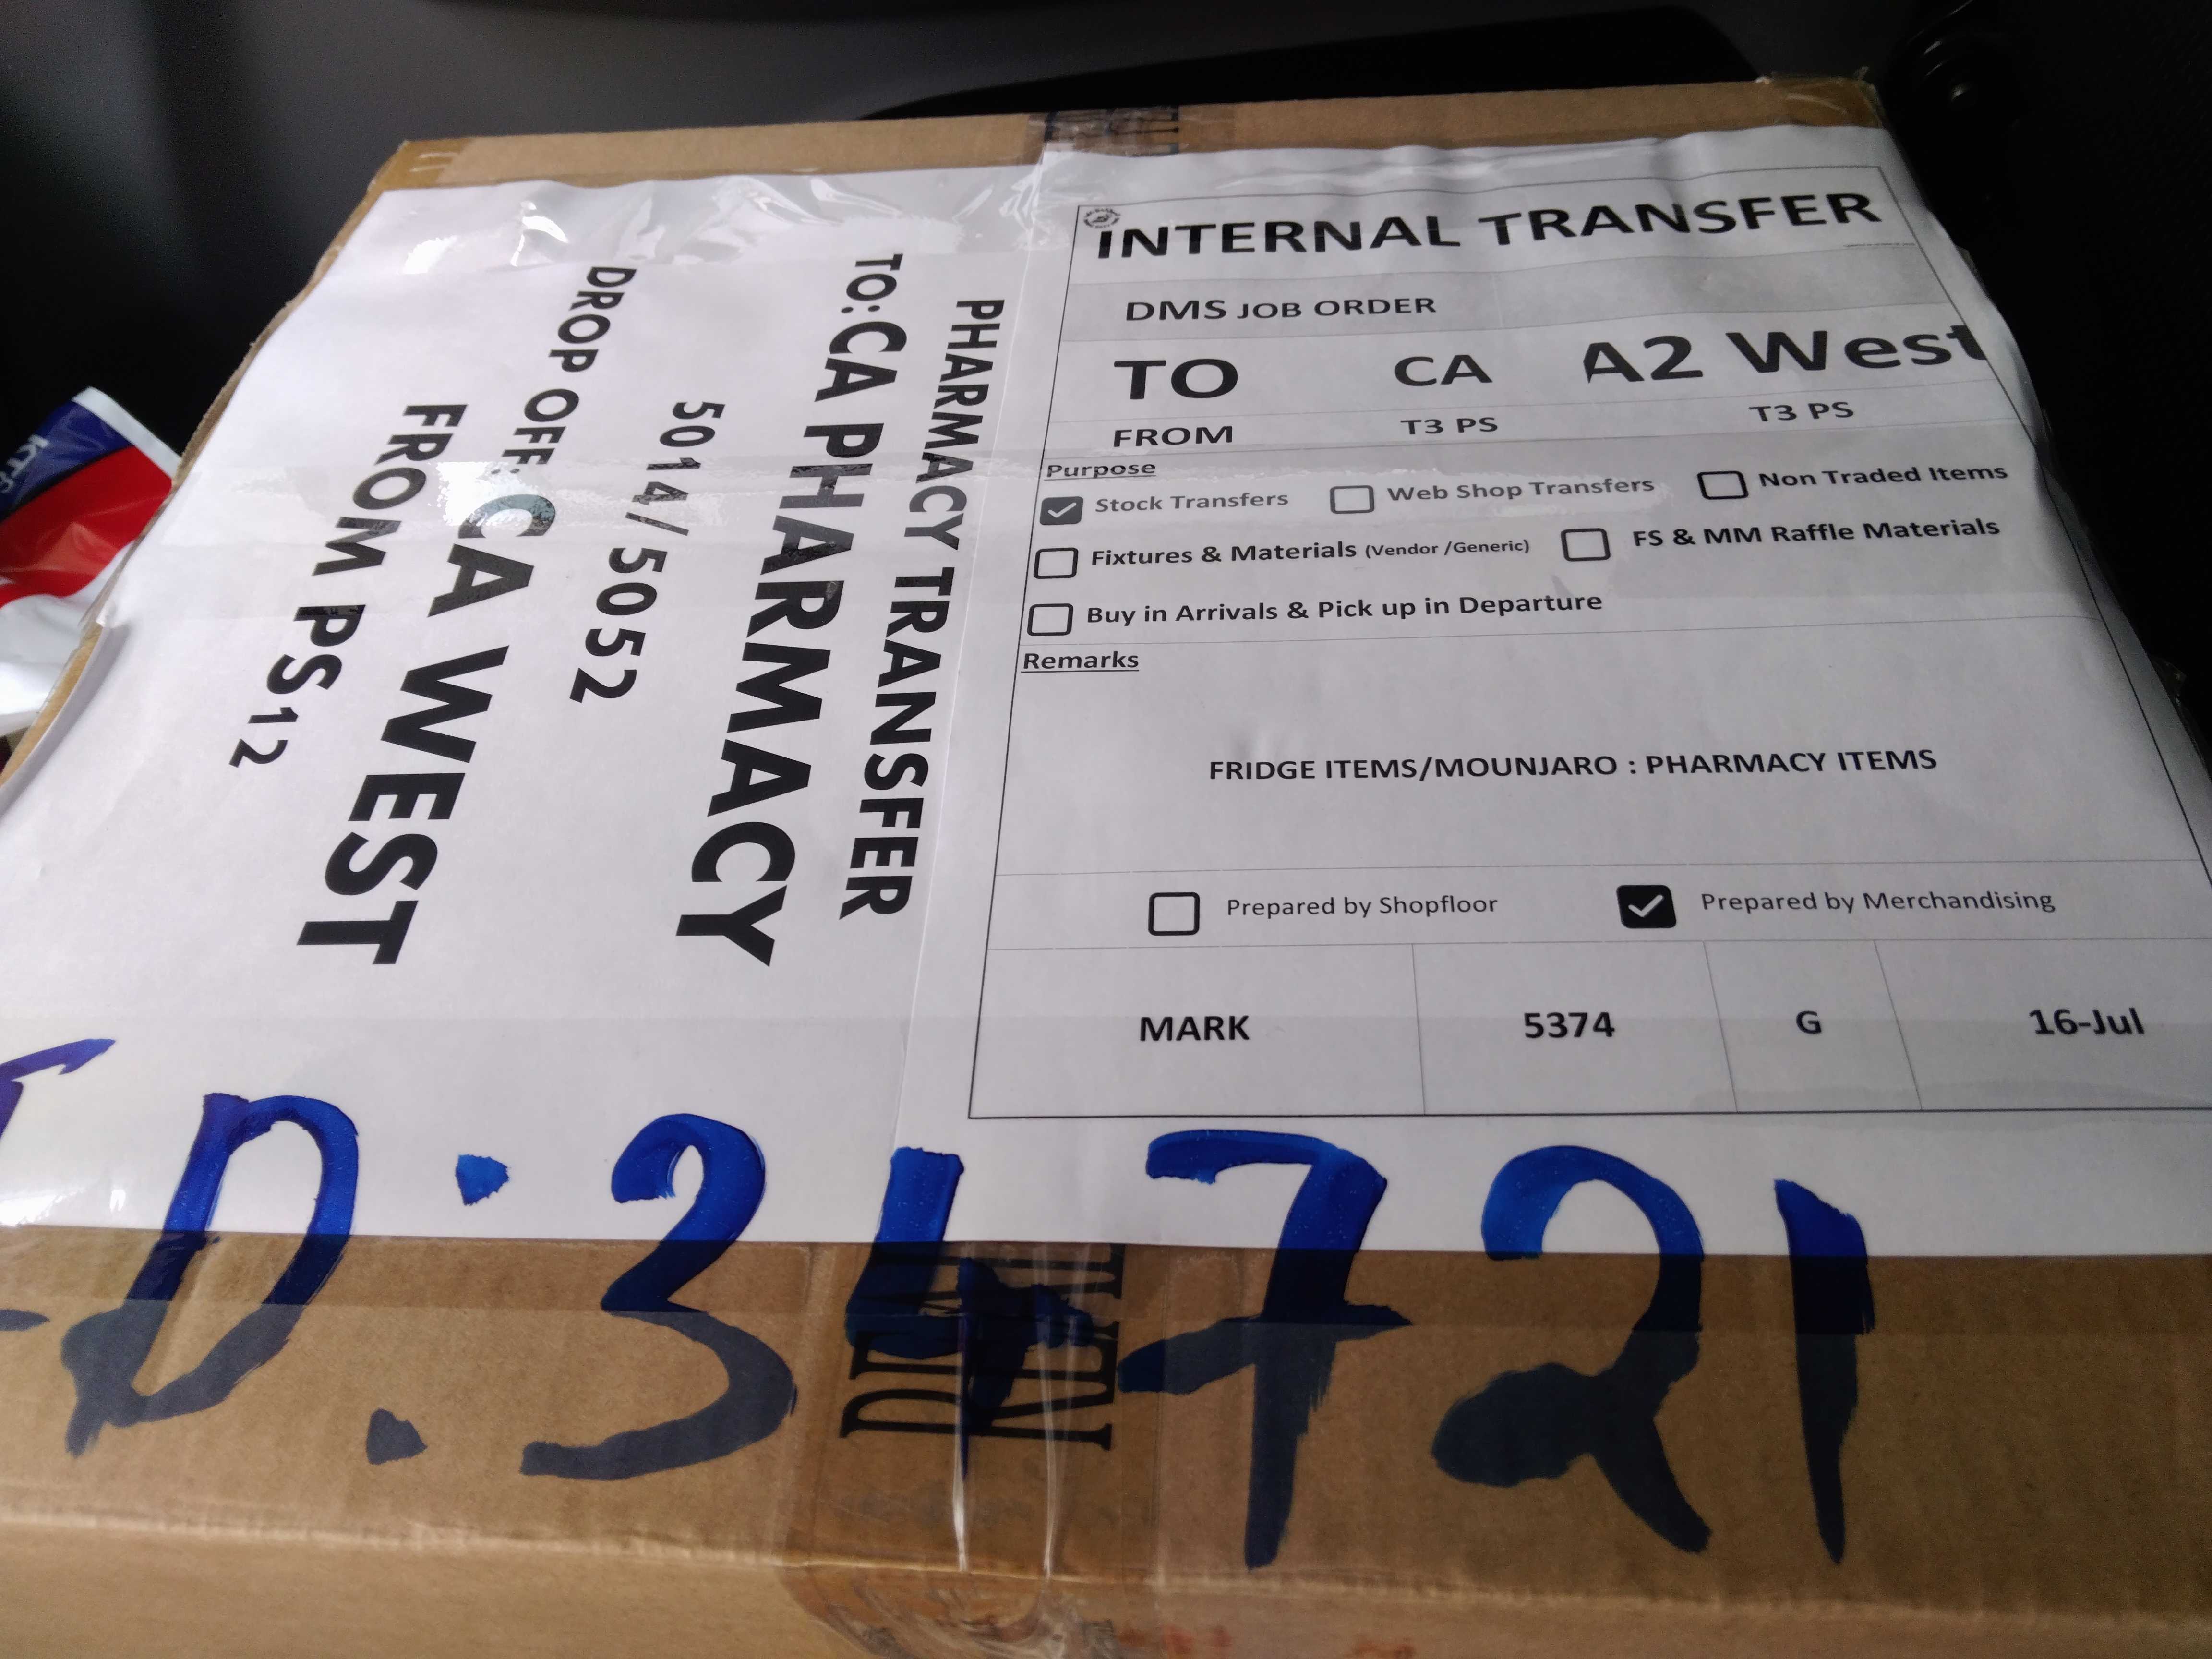 INTERNAL TRANSFER
DMS JOB ORDER
TO CA A2 West
FROM T3 PS T3 PS
Purpose
Stock Transfers Web Shop Transfers Non Traded Items
Fixtures & Materials (Vendor /Generic) FS & MM Raffle Materials
Buy in Arrivals & Pick up in Departure
Remarks
FRIDGE ITEMS/MOUNJARO : PHARMACY ITEMS
Prepared by Shopfloor Prepared by Merchandising
MARK 5374 G 16-Jul
PHARMACY TRANSFER
TO: CA PHARMACY
5014/5052
DROP OFF: CA WEST
FROM PS12
I D : 34721